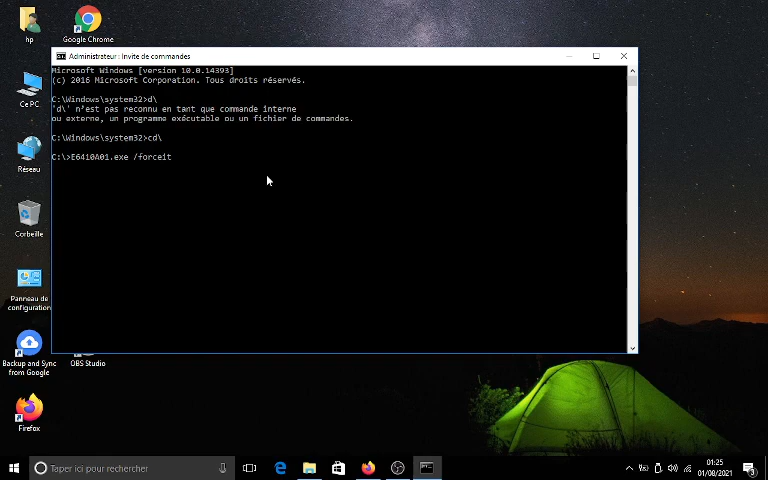 hp
Google Chrome
Administrateur : Invite de commandes
Microsoft Windows [version 10.0.14393]
(c) 2016 Microsoft Corporation. Tous droits réservés.
C:\Windows\system32>d\
'd\' n'est pas reconnu en tant que commande interne
ou externe, un programme exécutable ou un fichier de commandes.
C:\Windows\system32>cd\
C:\>E6410A01.exe /forceit
Ce PC
Réseau
Corbeille
Panneau de
configuration
Backup and Sync
from Google
OBS Studio
Firefox
Taper ici pour rechercher
01:25
01/08/2021
3